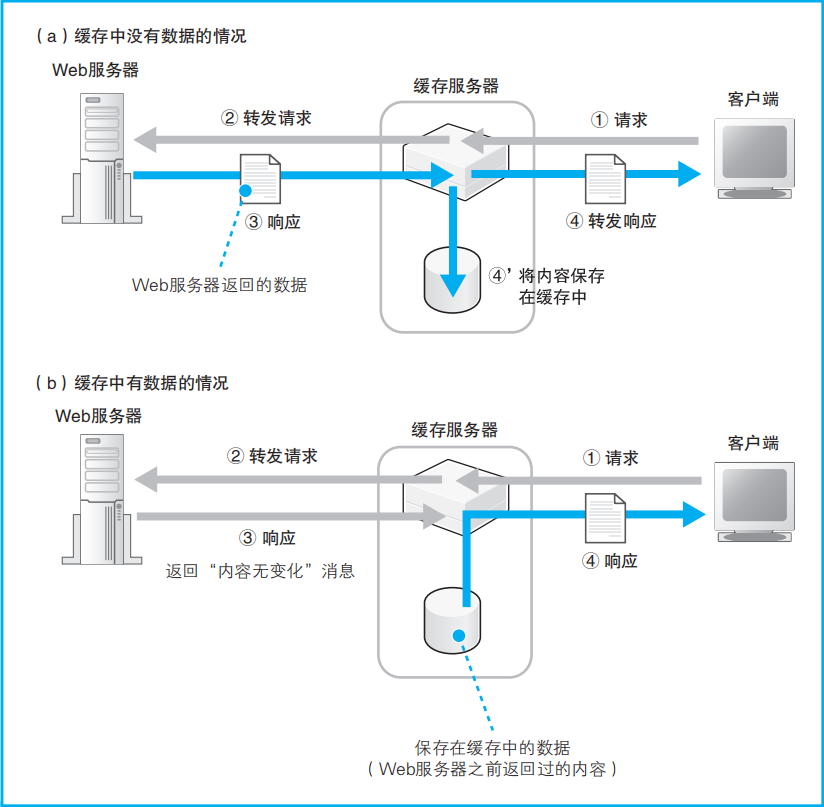 （a）缓存中没有数据的情况
Web服务器
缓存服务器
客户端
② 转发请求
① 请求
③ 响应
④ 转发响应
Web服务器返回的数据
④’将内容保存
在缓存中
（b）缓存中有数据的情况
Web服务器
缓存服务器
客户端
② 转发请求
① 请求
③ 响应
返回“内容无变化”消息
④ 响应
保存在缓存中的数据
（Web服务器之前返回过的内容）